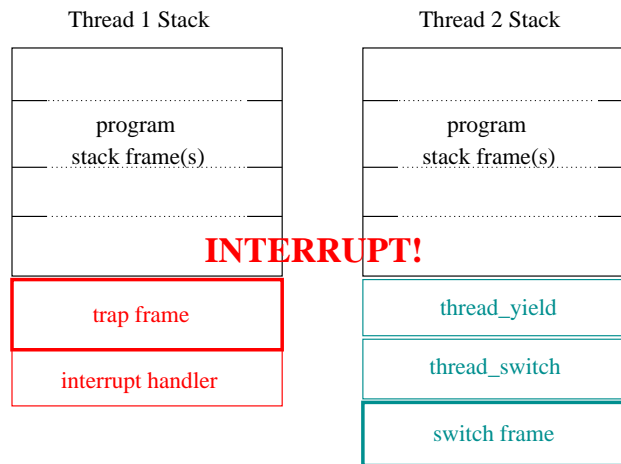 Thread 1 Stack
Thread 2 Stack
program
stack frame(s)
program
stack frame(s)
INTERRUPT!
trap frame
interrupt handler
thread_yield
thread_switch
switch frame